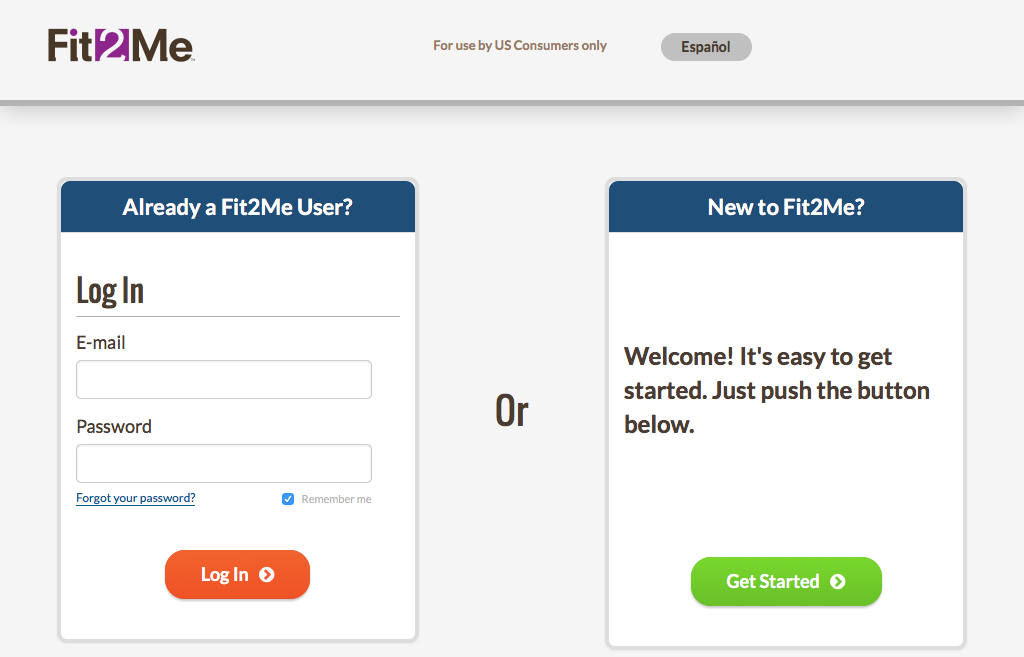 Fit2Me
For use by US Consumers only
Español
Already a Fit2Me User?
Log In
E-mail
Password
Forgot your password?
Remember me
Log In
Or
New to Fit2Me?
Welcome! It's easy to get
started. Just push the button
below.
Get Started